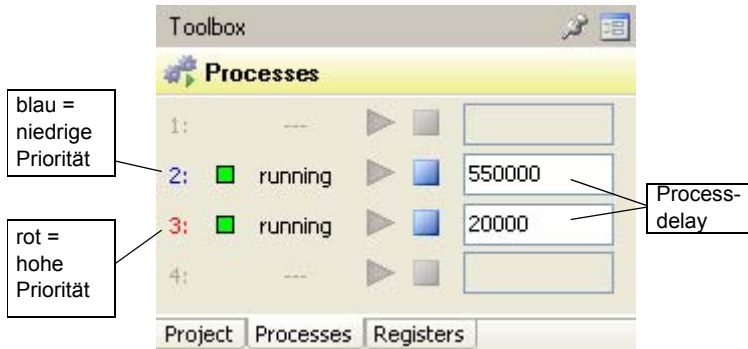 Toolbox
Processes
blau =
niedrige
Priorität
rot =
hohe
Priorität
1: ---
2: running 550000
3: running 20000
4: ---
Process-
delay
Project Processes Registers